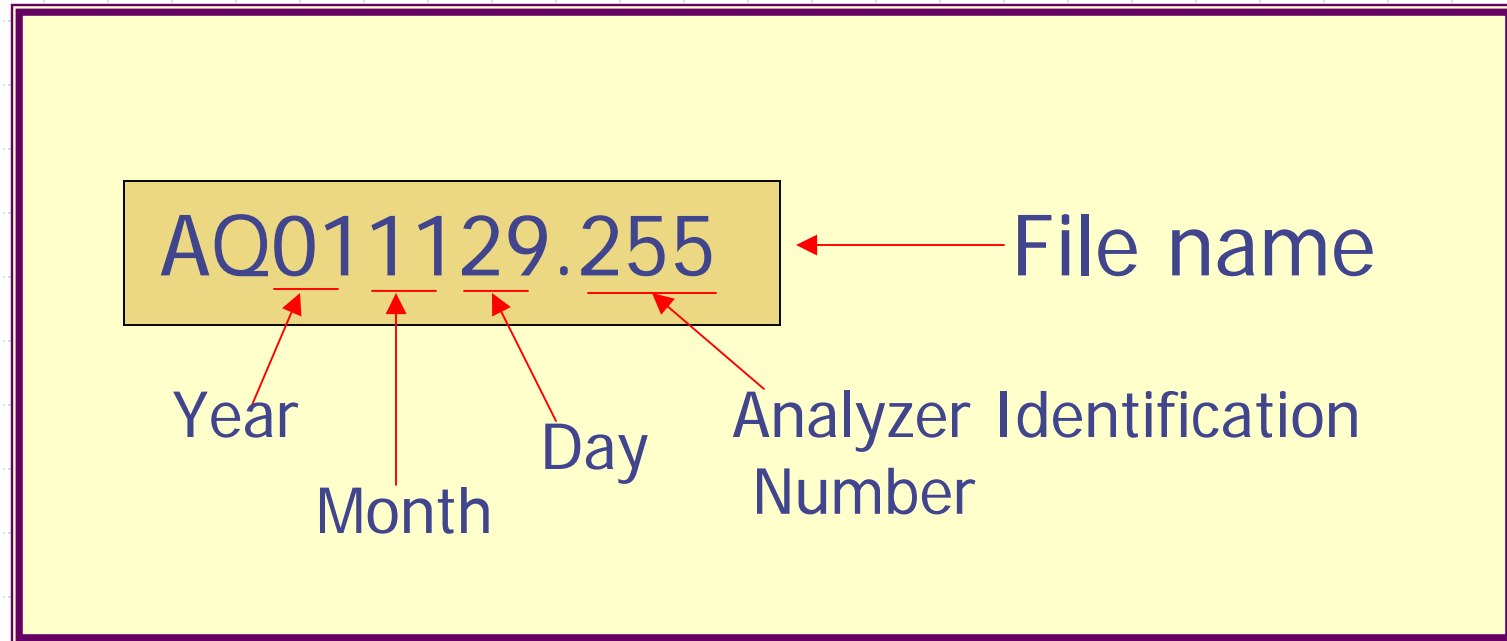 AQ011129.255
File name
Year
Month
Day
Analyzer Identification
Number